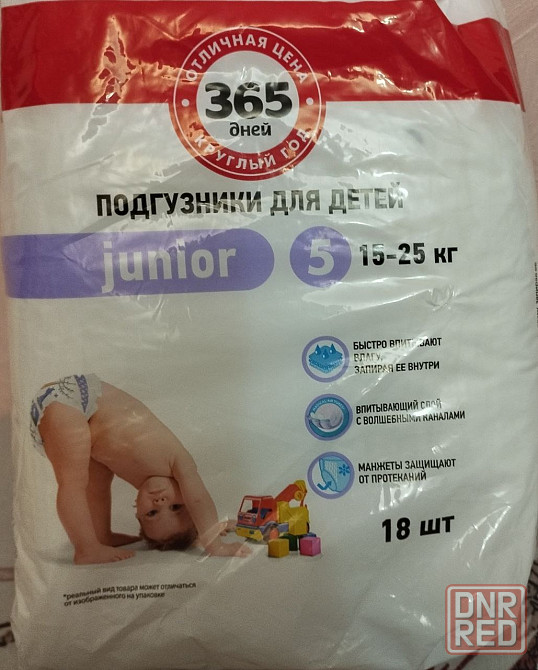 ОТЛИЧНАЯ ЦЕНА
365
дней
КРУГЛЫЙ ГОД
ПОДГУЗНИКИ ДЛЯ ДЕТЕЙ
junior 5 15-25 кг
БЫСТРО ВПИТЫВАЮТ
ВЛАГУ,
ЗАПИРАЯ ЕЕ ВНУТРИ
ВПИТЫВАЮЩИЙ СЛОЙ
С ВОЛШЕБНЫМИ КАНАЛАМИ
МАНЖЕТЫ ЗАЩИЩАЮТ
ОТ ПРОТЕКАНИЙ
18 шт
*реальный вид товара может отличаться
от изображенного на упаковке
DNR
RED